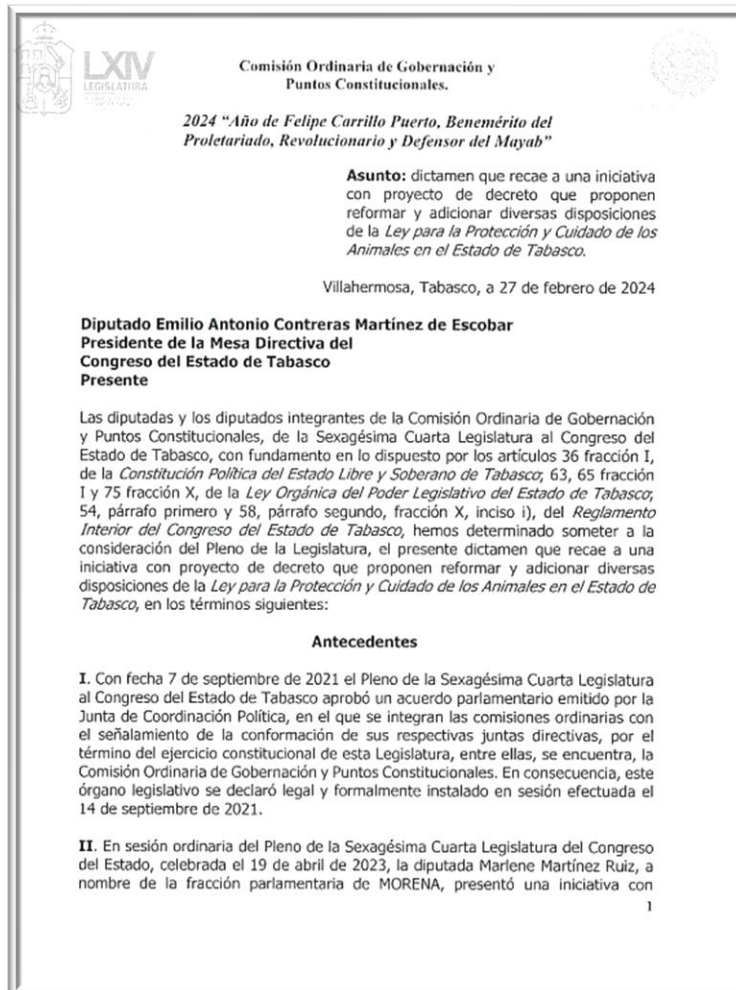 LXIV
LEGISLATURA
Comisión Ordinaria de Gobernación y
Puntos Constitucionales.
2024 “Año de Felipe Carrillo Puerto, Benemérito del
Proletariado, Revolucionario y Defensor del Mayab”
Asunto: dictamen que recae a una iniciativa
con proyecto de decreto que proponen
reformar y adicionar diversas disposiciones
de la Ley para la Protección y Cuidado de los
Animales en el Estado de Tabasco.
Villahermosa, Tabasco, a 27 de febrero de 2024
Diputado Emilio Antonio Contreras Martínez de Escobar
Presidente de la Mesa Directiva del
Congreso del Estado de Tabasco
Presente
Las diputadas y los diputados integrantes de la Comisión Ordinaria de Gobernación
y Puntos Constitucionales, de la Sexagésima Cuarta Legislatura al Congreso del
Estado de Tabasco, con fundamento en lo dispuesto por los artículos 36 fracción I,
de la Constitución Política del Estado Libre y Soberano de Tabasco; 63, 65 fracción
I y 75 fracción X, de la Ley Orgánica del Poder Legislativo del Estado de Tabasco;
54, párrafo primero y 58, párrafo segundo, fracción X, inciso i), del Reglamento
Interior del Congreso del Estado de Tabasco, hemos determinado someter a la
consideración del Pleno de la Legislatura, el presente dictamen que recae a una
iniciativa con proyecto de decreto que proponen reformar y adicionar diversas
disposiciones de la Ley para la Protección y Cuidado de los Animales en el Estado de
Tabasco, en los términos siguientes:
Antecedentes
I. Con fecha 7 de septiembre de 2021 el Pleno de la Sexagésima Cuarta Legislatura
al Congreso del Estado de Tabasco aprobó un acuerdo parlamentario emitido por la
Junta de Coordinación Política, en el que se integran las comisiones ordinarias con
el señalamiento de la conformación de sus respectivas juntas directivas, por el
término del ejercicio constitucional de esta Legislatura, entre ellas, se encuentra, la
Comisión Ordinaria de Gobernación y Puntos Constitucionales. En consecuencia, este
órgano legislativo se declaró legal y formalmente instalado en sesión efectuada el
14 de septiembre de 2021.
II. En sesión ordinaria del Pleno de la Sexagésima Cuarta Legislatura del Congreso
del Estado, celebrada el 19 de abril de 2023, la diputada Marlene Martínez Ruiz, a
nombre de la fracción parlamentaria de MORENA, presentó una iniciativa con
1